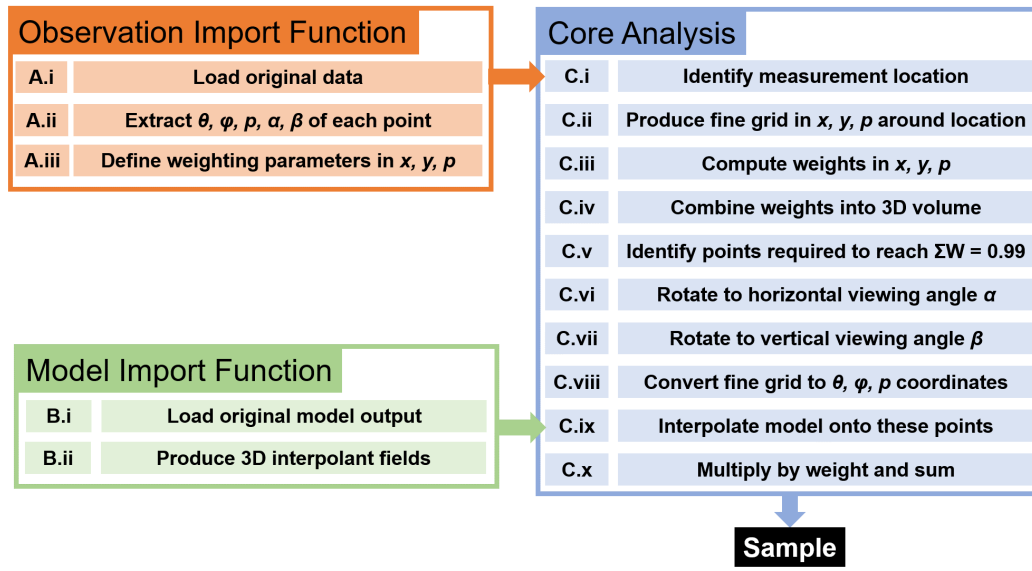 Observation Import Function
A.i Load original data
A.ii Extract θ, φ, p, α, β of each point
A.iii Define weighting parameters in x, y, p
Model Import Function
B.i Load original model output
B.ii Produce 3D interpolant fields
Core Analysis
C.i Identify measurement location
C.ii Produce fine grid in x, y, p around location
C.iii Compute weights in x, y, p
C.iv Combine weights into 3D volume
C.v Identify points required to reach ΣW = 0.99
C.vi Rotate to horizontal viewing angle α
C.vii Rotate to vertical viewing angle β
C.viii Convert fine grid to θ, φ, p coordinates
C.ix Interpolate model onto these points
C.x Multiply by weight and sum
Sample